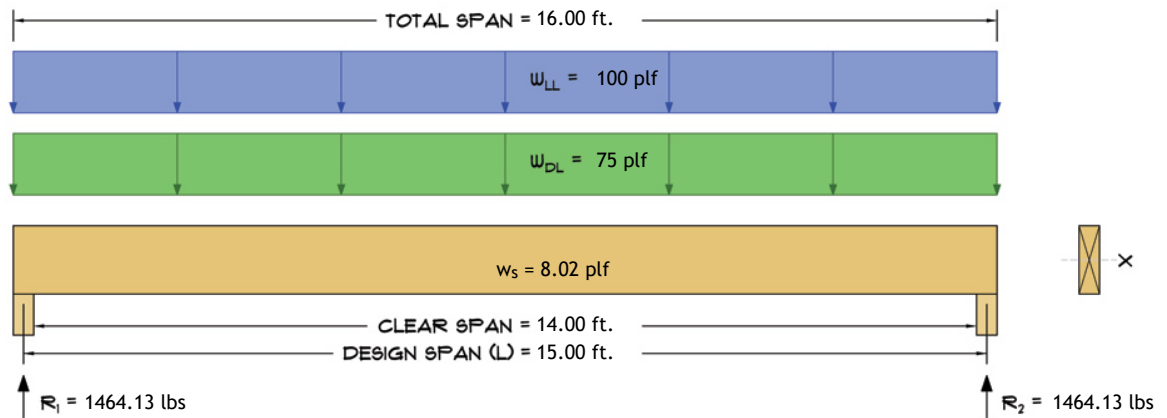 TOTAL SPAN = 16.00 ft.
WLL = 100 plf
WDL = 75 plf
ws = 8.02 plf
X
CLEAR SPAN = 14.00 ft.
DESIGN SPAN (L) = 15.00 ft.
R1 = 1464.13 lbs
R2 = 1464.13 lbs